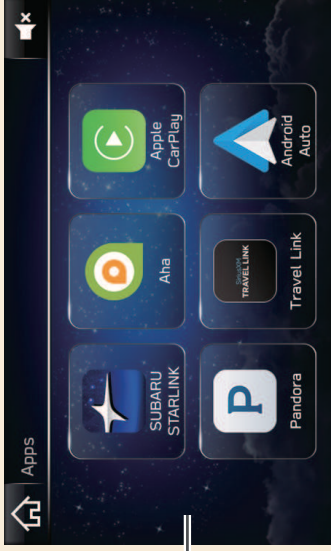 Apps
SUBARU
STARLINK
Aha
Apple
CarPlay
P
Pandora
SiriusXM
TRAVEL LINK
Travel Link
Android
Auto